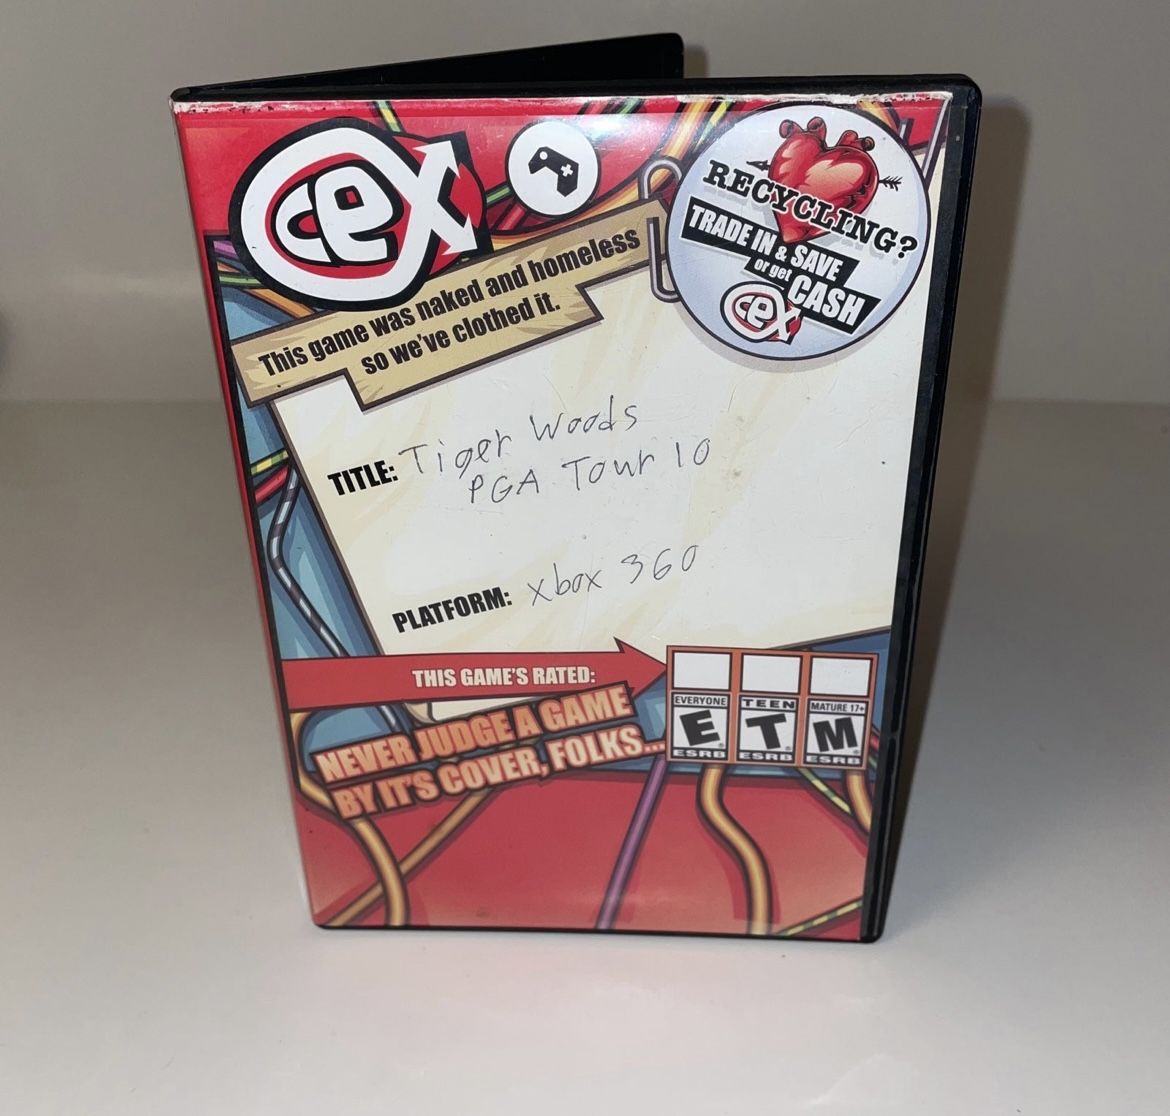 cex
RECYCLING?
TRADE IN & SAVE
or get CASH
cex
This game was naked and homeless
so we've clothed it.
TITLE: Tiger Woods
PGA Tour 10
PLATFORM: xbox 360
THIS GAME'S RATED:
EVERYONE TEEN MATURE 17+
E T M
ESRB ESRB ESRB
NEVER JUDGE A GAME
BY IT'S COVER, FOLKS...